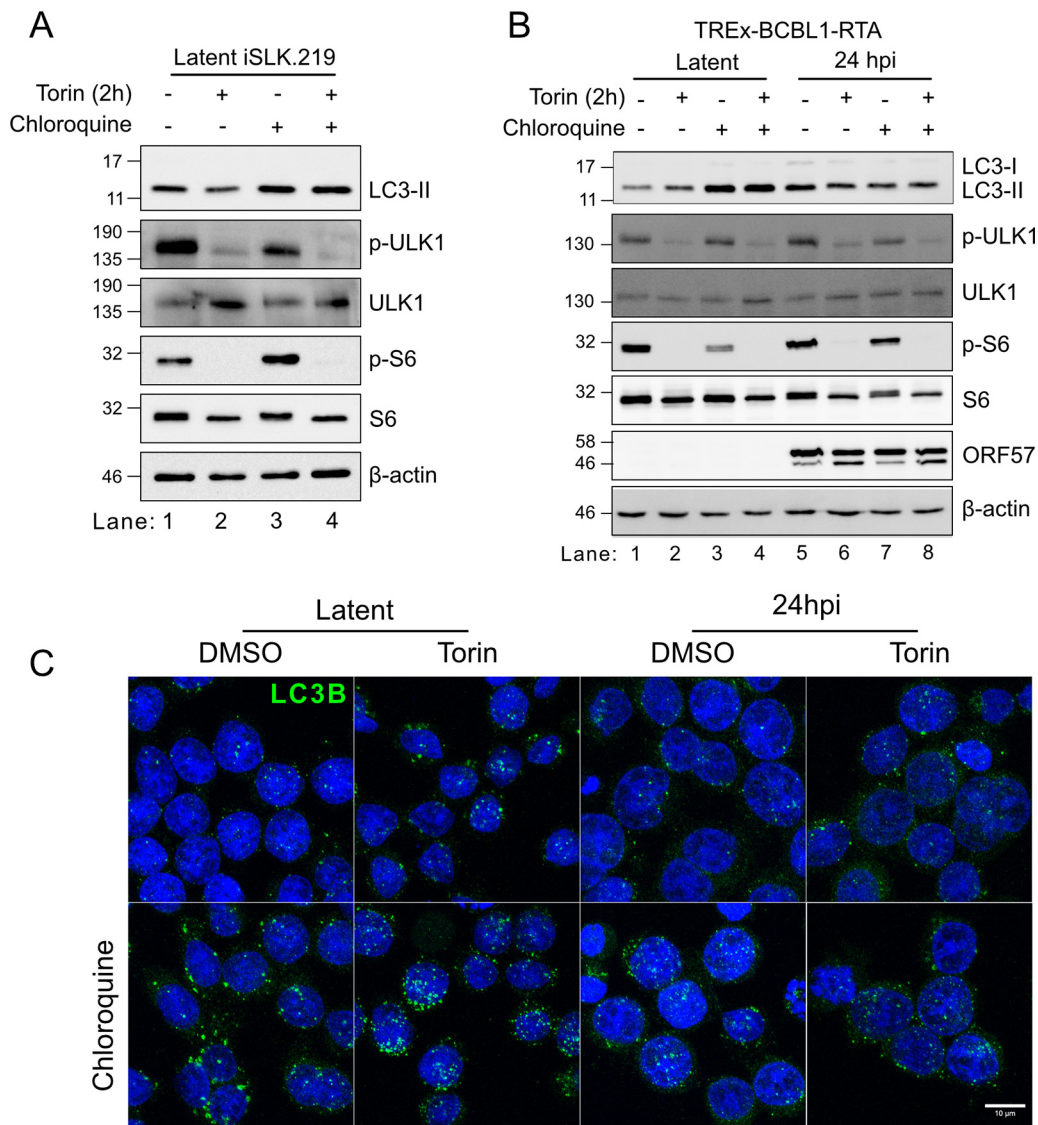 A
Latent iSLK.219
Torin (2h) - + - +
Chloroquine - - + +
17
11
LC3-II
190
135
p-ULK1
190
135
ULK1
32
p-S6
32
S6
46
β-actin
Lane: 1 2 3 4
B
TREx-BCBL1-RTA
Latent 24 hpi
Torin (2h) - + - + - + - +
Chloroquine - - + + - - + +
17
11
LC3-I
LC3-II
130
p-ULK1
130
ULK1
32
p-S6
32
S6
58
46
ORF57
46
β-actin
Lane: 1 2 3 4 5 6 7 8
C
Latent 24hpi
DMSO Torin DMSO Torin
LC3B
Chloroquine
10 µm